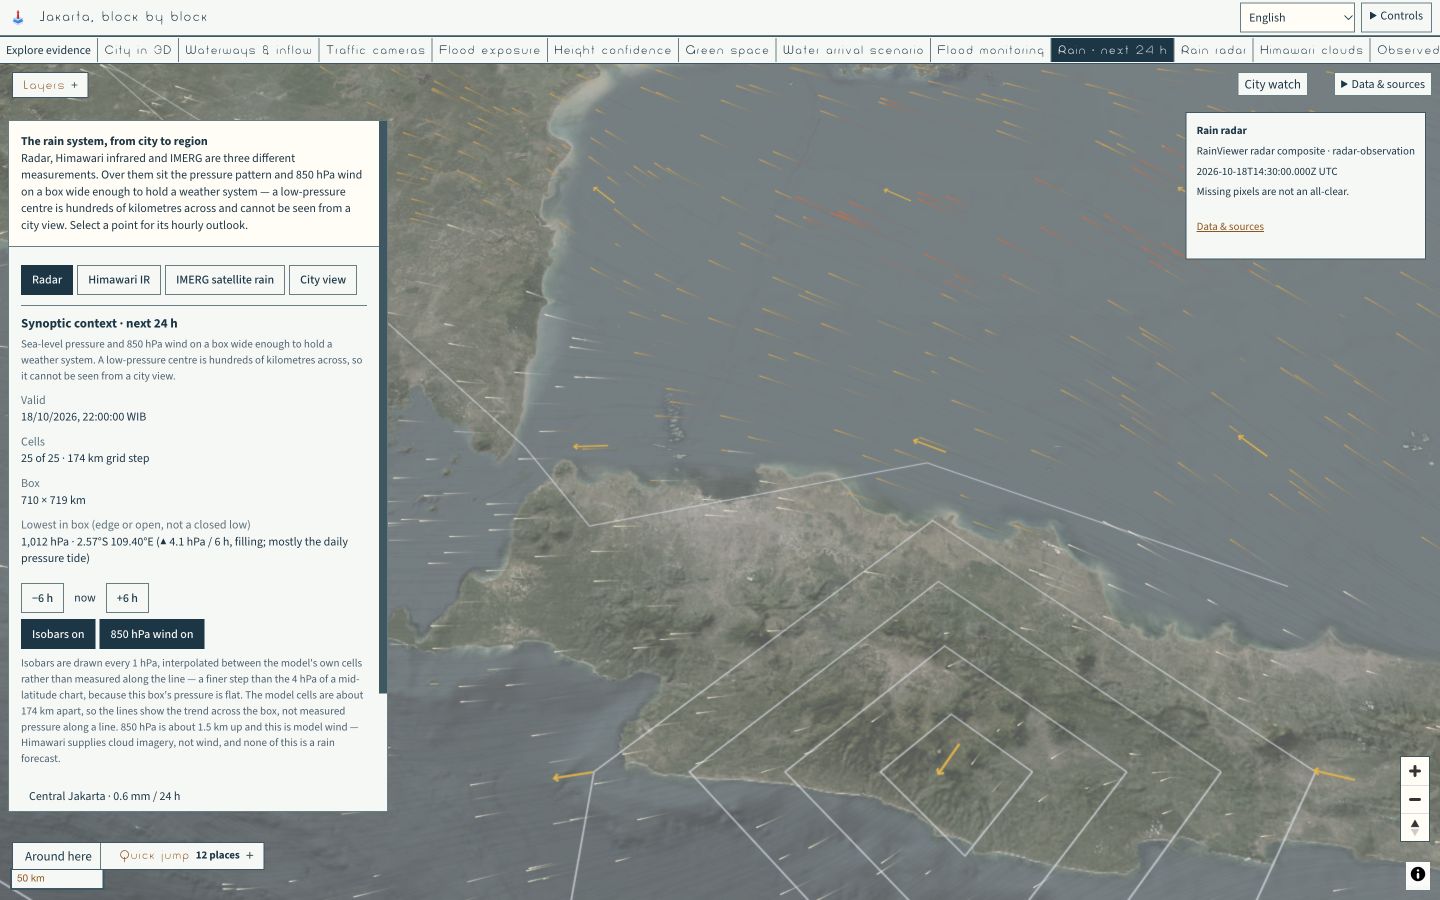 Jakarta, block by block
English
Controls
Explore evidence
City in 3D
Waterways & inflow
Traffic cameras
Flood exposure
Height confidence
Green space
Water arrival scenario
Flood monitoring
Rain · next 24 h
Rain radar
Himawari clouds
Observed
Layers +
City watch
Data & sources
The rain system, from city to region
Radar, Himawari infrared and IMERG are three different
measurements. Over them sit the pressure pattern and 850 hPa wind
on a box wide enough to hold a weather system — a low-pressure
centre is hundreds of kilometres across and cannot be seen from a
city view. Select a point for its hourly outlook.
Radar
Himawari IR
IMERG satellite rain
City view
Synoptic context · next 24 h
Sea-level pressure and 850 hPa wind on a box wide enough to hold a
weather system. A low-pressure centre is hundreds of kilometres across, so
it cannot be seen from a city view.
Valid
18/10/2026, 22:00:00 WIB
Cells
25 of 25 · 174 km grid step
Box
710 × 719 km
Lowest in box (edge or open, not a closed low)
1,012 hPa · 2.57°S 109.40°E (▲ 4.1 hPa / 6 h, filling; mostly the daily
pressure tide)
−6 h
now
+6 h
Isobars on
850 hPa wind on
Isobars are drawn every 1 hPa, interpolated between the model's own cells
rather than measured along the line — a finer step than the 4 hPa of a mid-
latitude chart, because this box's pressure is flat. The model cells are about
174 km apart, so the lines show the trend across the box, not measured
pressure along a line. 850 hPa is about 1.5 km up and this is model wind —
Himawari supplies cloud imagery, not wind, and none of this is a rain
forecast.
Central Jakarta · 0.6 mm / 24 h
Rain radar
RainViewer radar composite · radar-observation
2026-10-18T14:30:00.000Z UTC
Missing pixels are not an all-clear.
Data & sources
Around here
Quick jump 12 places +
50 km